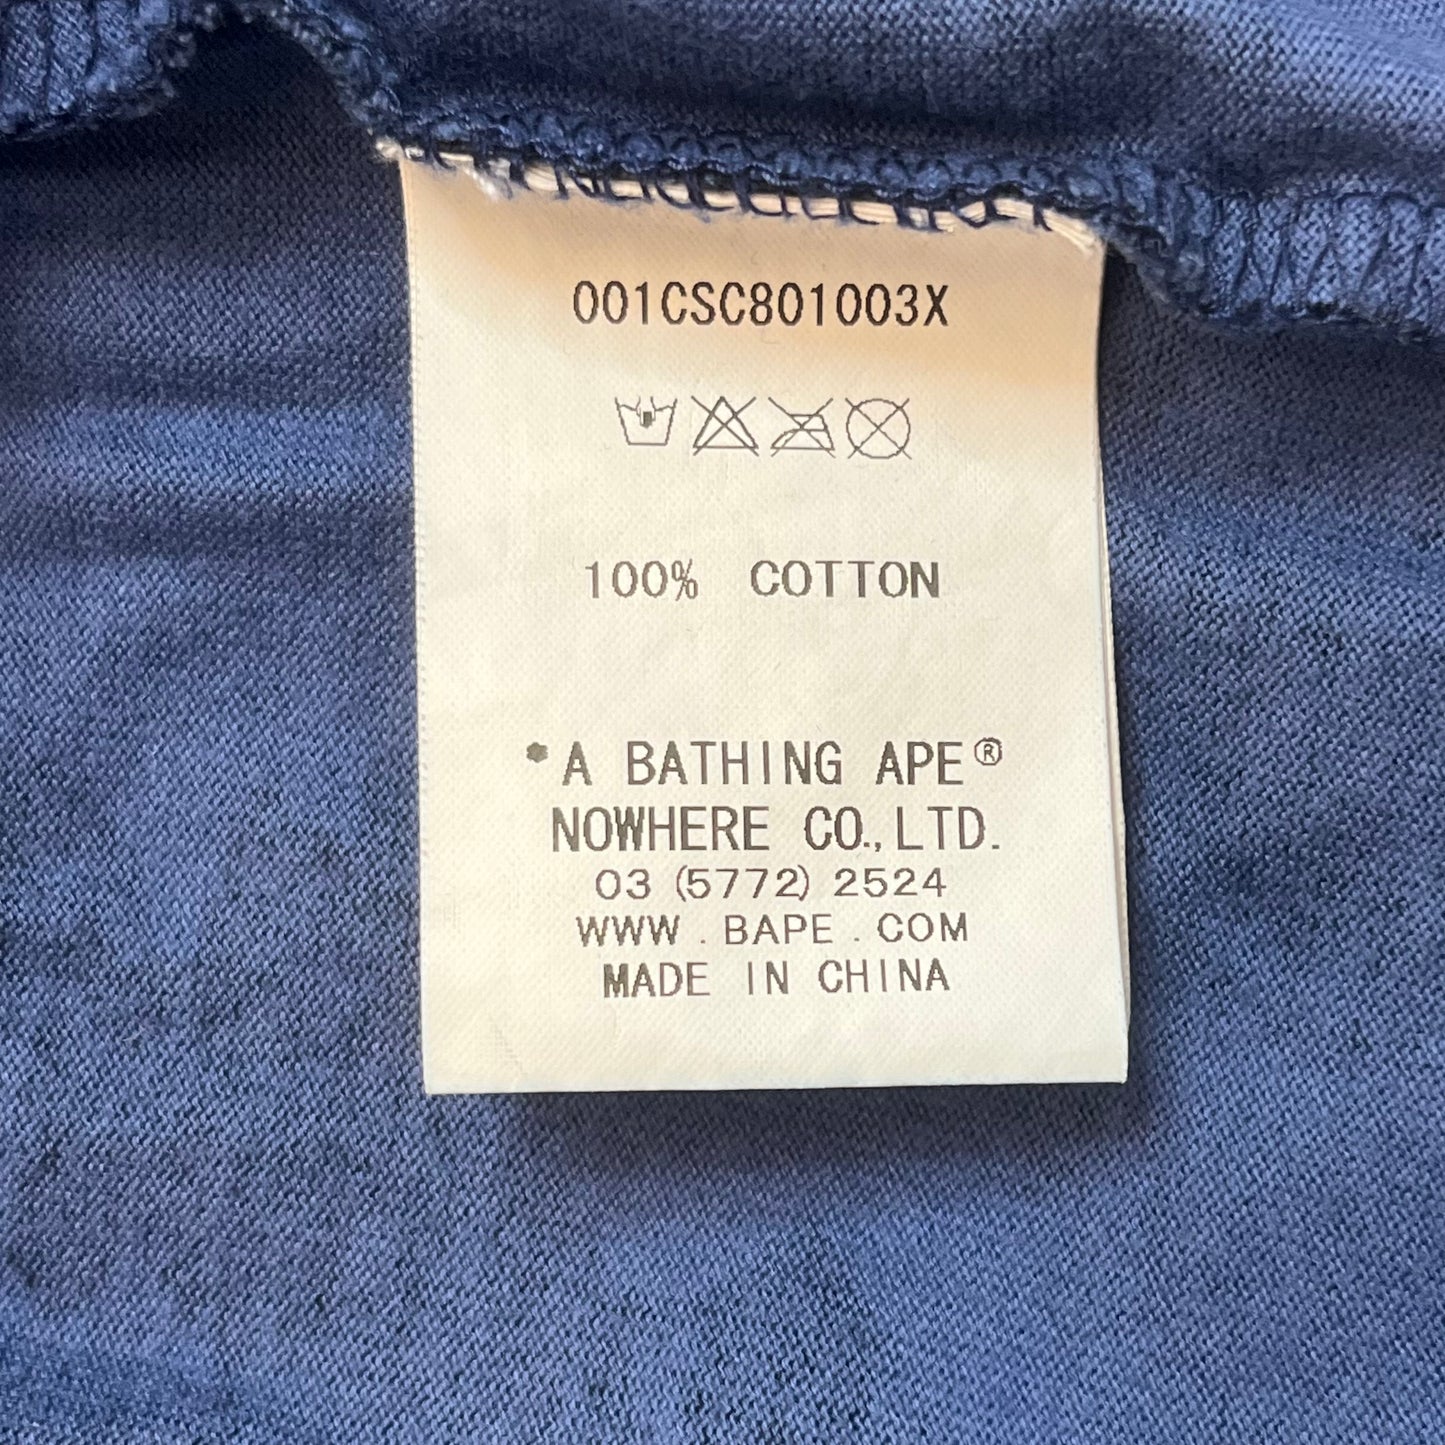 001CSC801003X
100% COTTON
*A BATHING APE®
NOWHERE CO.,LTD.
03 (5772) 2524
WWW . BAPE . COM
MADE IN CHINA